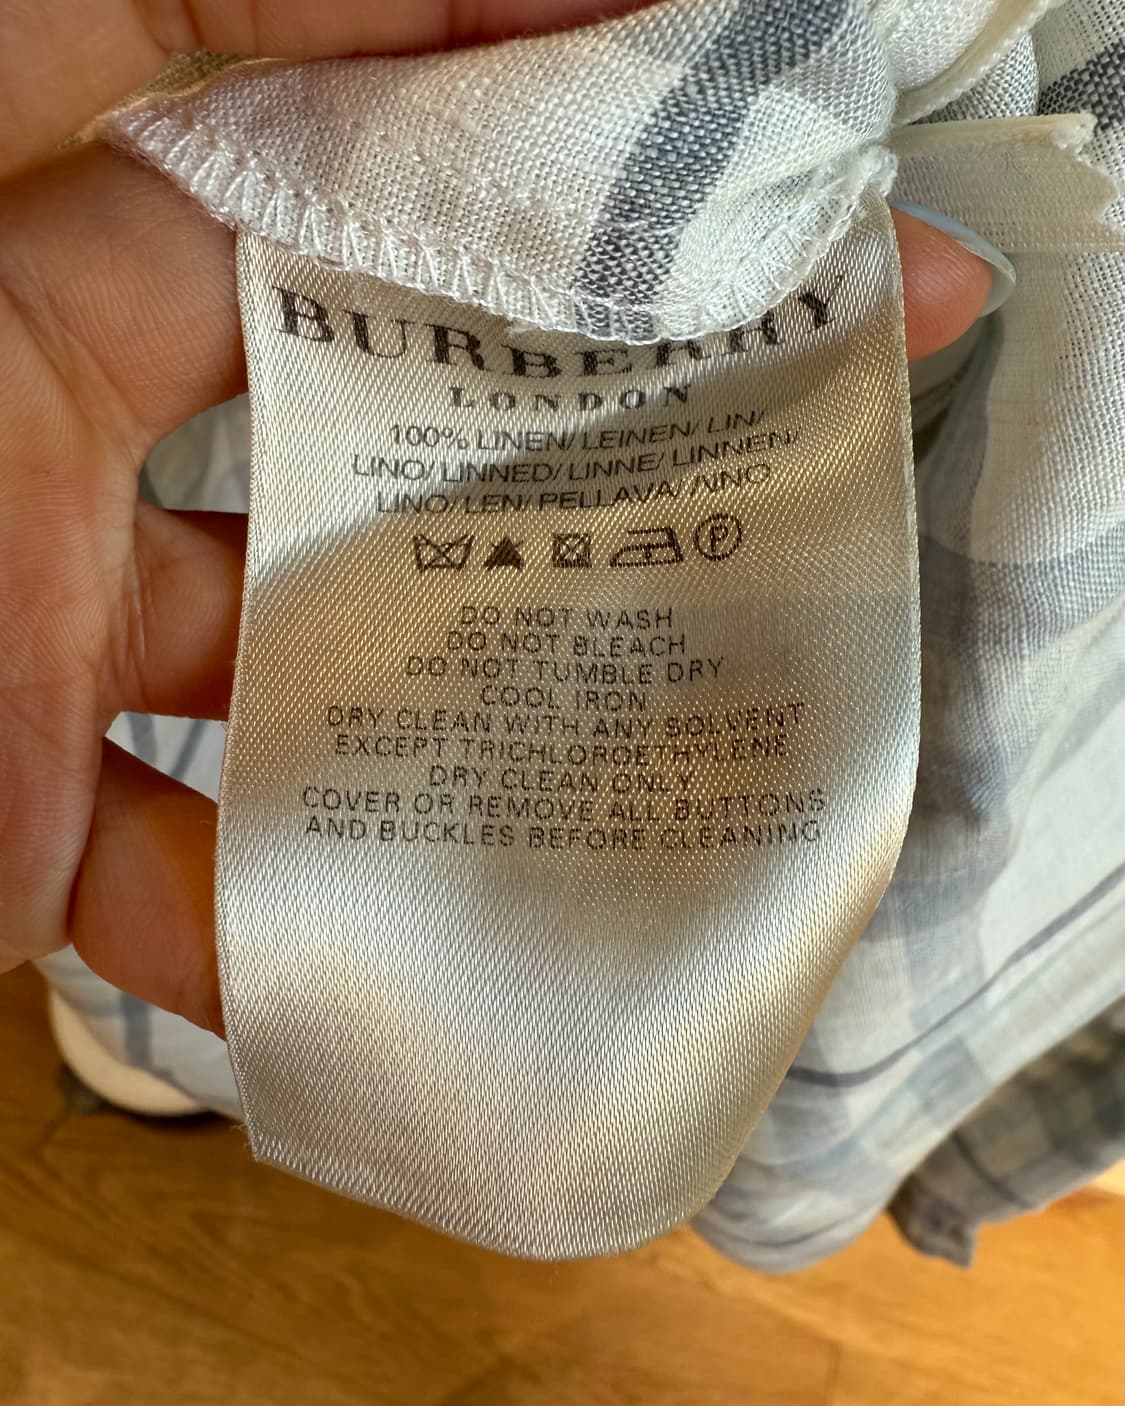 BURBERRY
LONDON
100% LINEN/ LEINEN/ LIN/
LINO/ LINNED/ LINNE/ LINNEN/
LINO/ LEN/ PELLAVA/ ΛΙΝΟ
P
DO NOT WASH
DO NOT BLEACH
DO NOT TUMBLE DRY
COOL IRON
DRY CLEAN WITH ANY SOLVENT
EXCEPT TRICHLOROETHYLENE
DRY CLEAN ONLY
COVER OR REMOVE ALL BUTTONS
AND BUCKLES BEFORE CLEANING